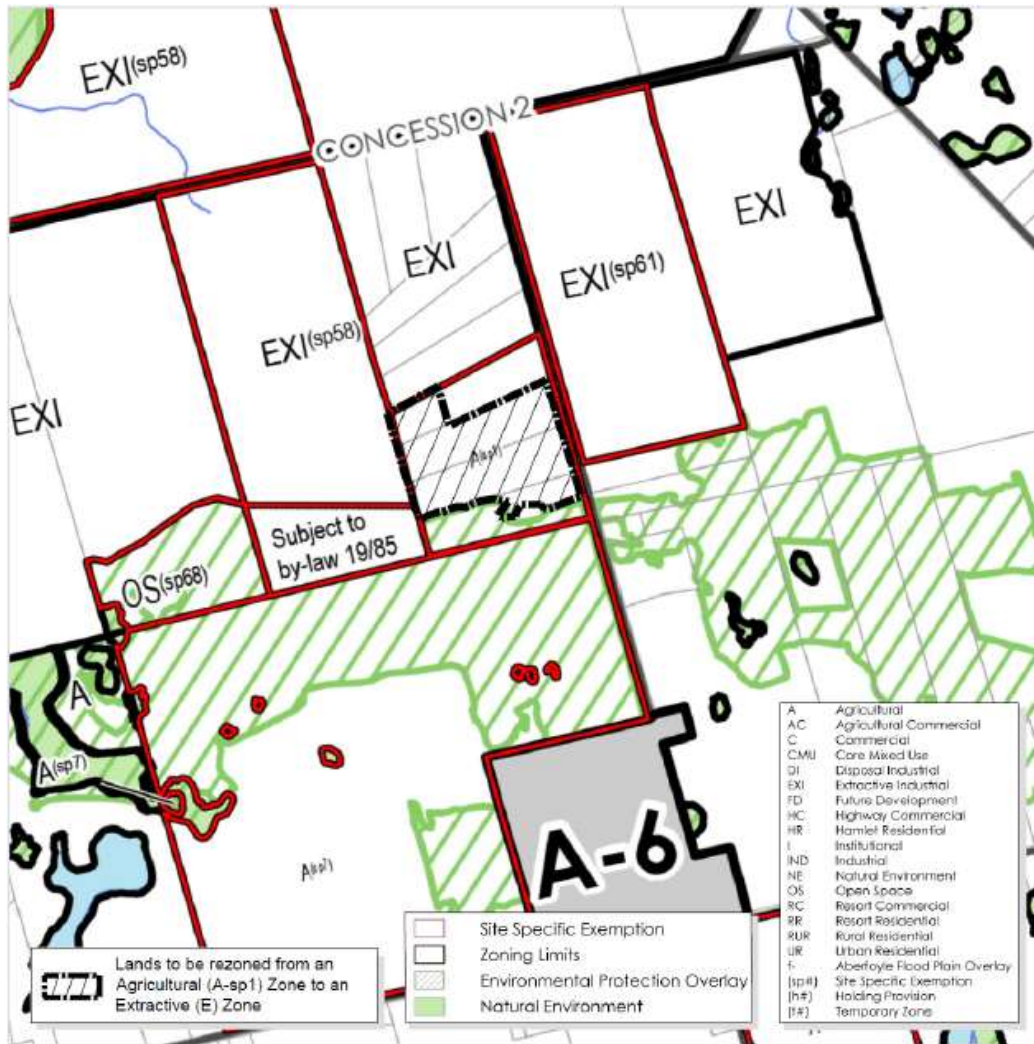 EXI(sp58)
CONCESSION 2
EXI
EXI
EXI(sp61)
EXI(sp58)
EXI
A(sp1)
Subject to
by-law 19/85
OS(sp68)
A
A(sp7)
A-6
Lands to be rezoned from an
Agricultural (A-sp1) Zone to an
Extractive (E) Zone
Site Specific Exemption
Zoning Limits
Environmental Protection Overlay
Natural Environment
A Agricultural
AC Agricultural Commercial
C Commercial
CMU Core Mixed Use
DI Disposal Industrial
EXI Extractive Industrial
FD Future Development
HC Highway Commercial
HR Hamlet Residential
I Institutional
IND Industrial
NE Natural Environment
OS Open Space
RC Resort Commercial
RR Resort Residential
RUR Rural Residential
UR Urban Residential
f- Aberfoyle Flood Plain Overlay
(sp#) Site Specific Exemption
(h#) Holding Provision
(t#) Temporary Zone